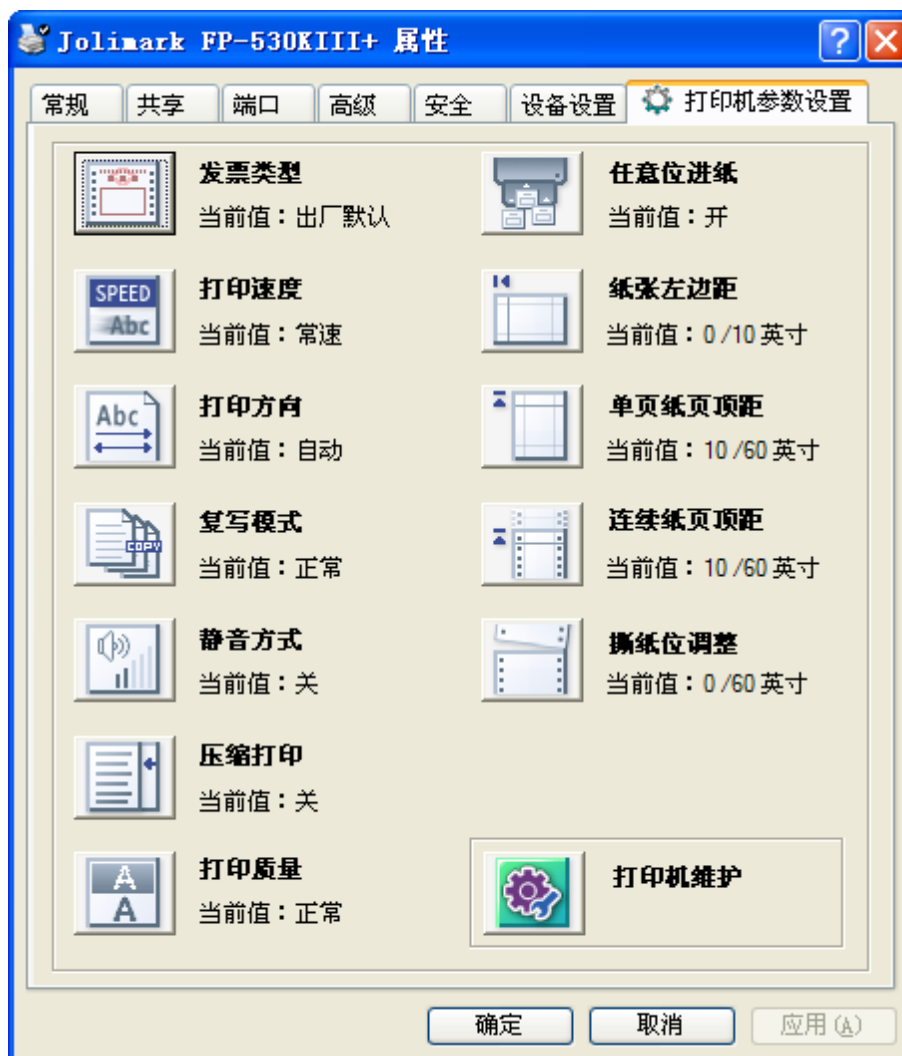 Jolimark FP-530KIII+ 属性
常规 共享 端口 高级 安全 设备设置 打印机参数设置
发票类型
当前值：出厂默认
任意位进纸
当前值：开
SPEED
Abc
打印速度
当前值：常速
纸张左边距
当前值：0 /10 英寸
Abc
打印方向
当前值：自动
单页纸页顶距
当前值：10 /60 英寸
COPY
复写模式
当前值：正常
连续纸页顶距
当前值：10 /60 英寸
静音方式
当前值：关
撕纸位调整
当前值：0 /60 英寸
压缩打印
当前值：关
A
A
打印质量
当前值：正常
打印机维护
确定 取消 应用 (A)